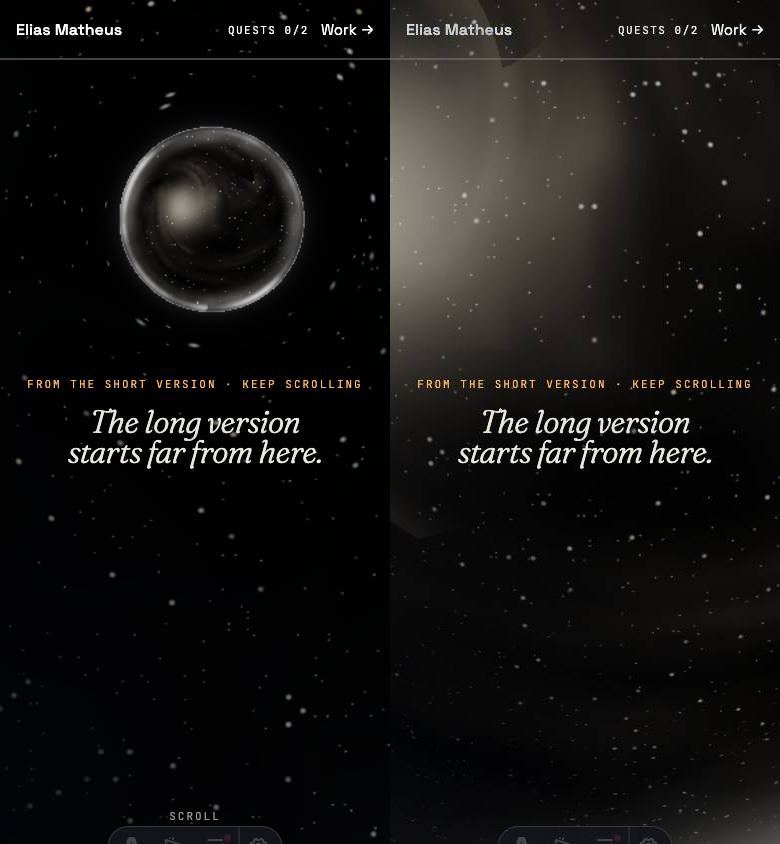 Elias Matheus QUESTS 0/2 Work →
FROM THE SHORT VERSION · KEEP SCROLLING
The long version
starts far from here.
SCROLL
Elias Matheus QUESTS 0/2 Work →
FROM THE SHORT VERSION · KEEP SCROLLING
The long version
starts far from here.